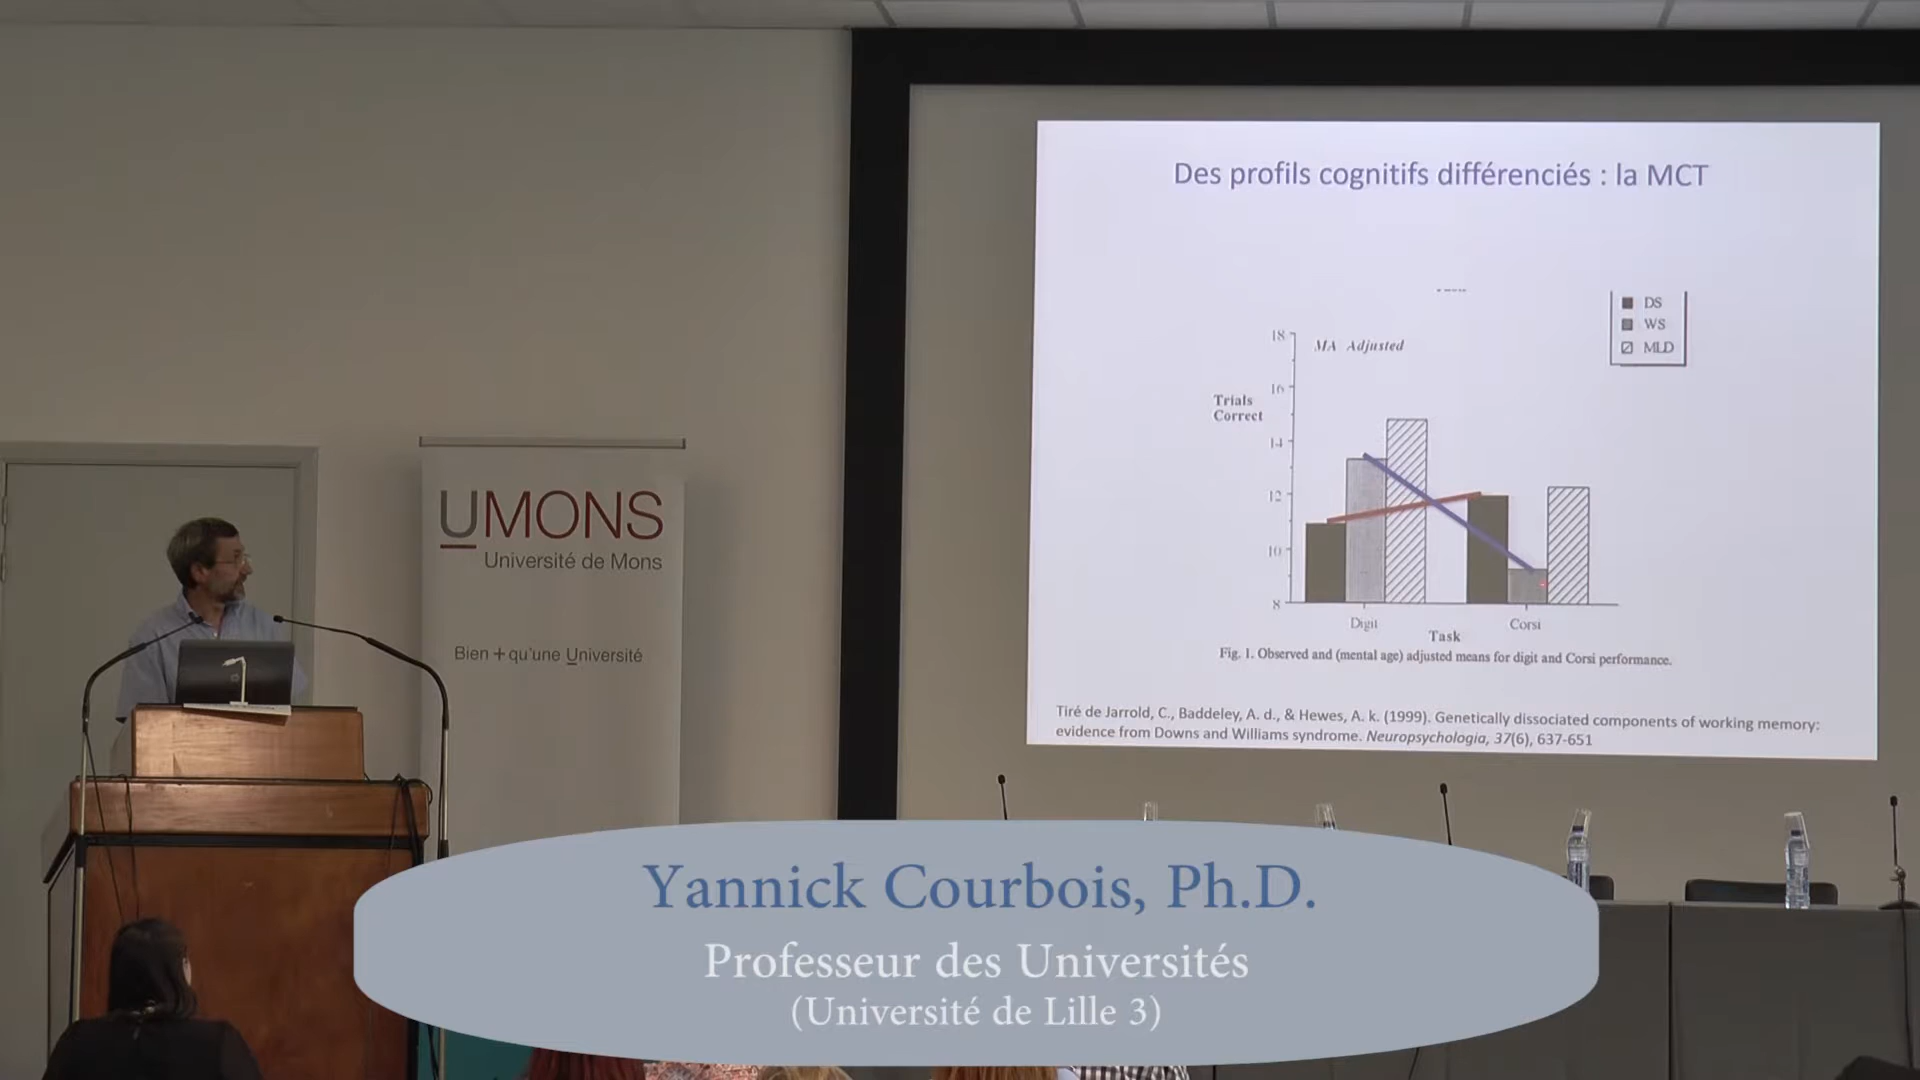 Des profils cognitifs différenciés : la MCT
DS
WS
MLD
MA Adjusted
Trials
Correct
18
16
14
12
10
8
Digit
Corsi
Task
Fig. 1. Observed and (mental age) adjusted means for digit and Corsi performance.
Tiré de Jarrold, C., Baddeley, A. d., & Hewes, A. k. (1999). Genetically dissociated components of working memory:
evidence from Downs and Williams syndrome. Neuropsychologia, 37(6), 637-651
UMONS
Université de Mons
Bien + qu'une Université
Yannick Courbois, Ph.D.
Professeur des Universités
(Université de Lille 3)